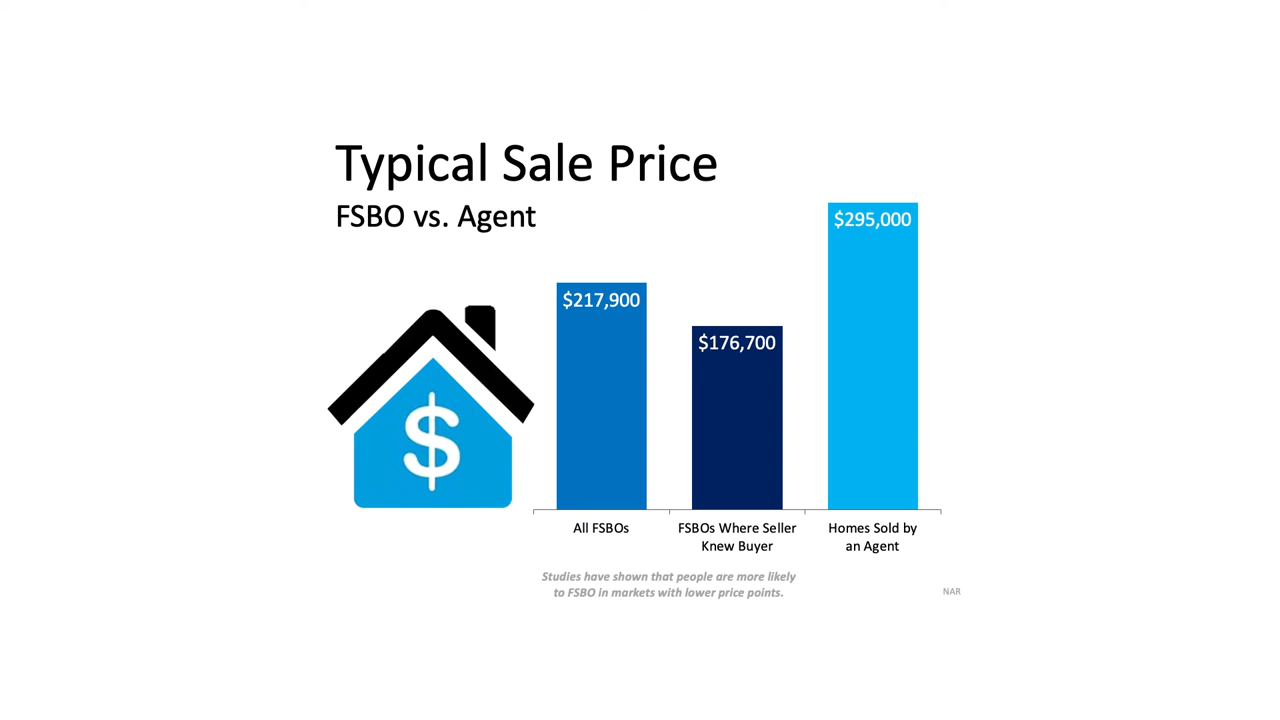 Typical Sale Price
FSBO vs. Agent
$295,000
$217,900
$176,700
$
All FSBOs
FSBOs Where Seller
Knew Buyer
Homes Sold by
an Agent
Studies have shown that people are more likely
to FSBO in markets with lower price points.
NAR